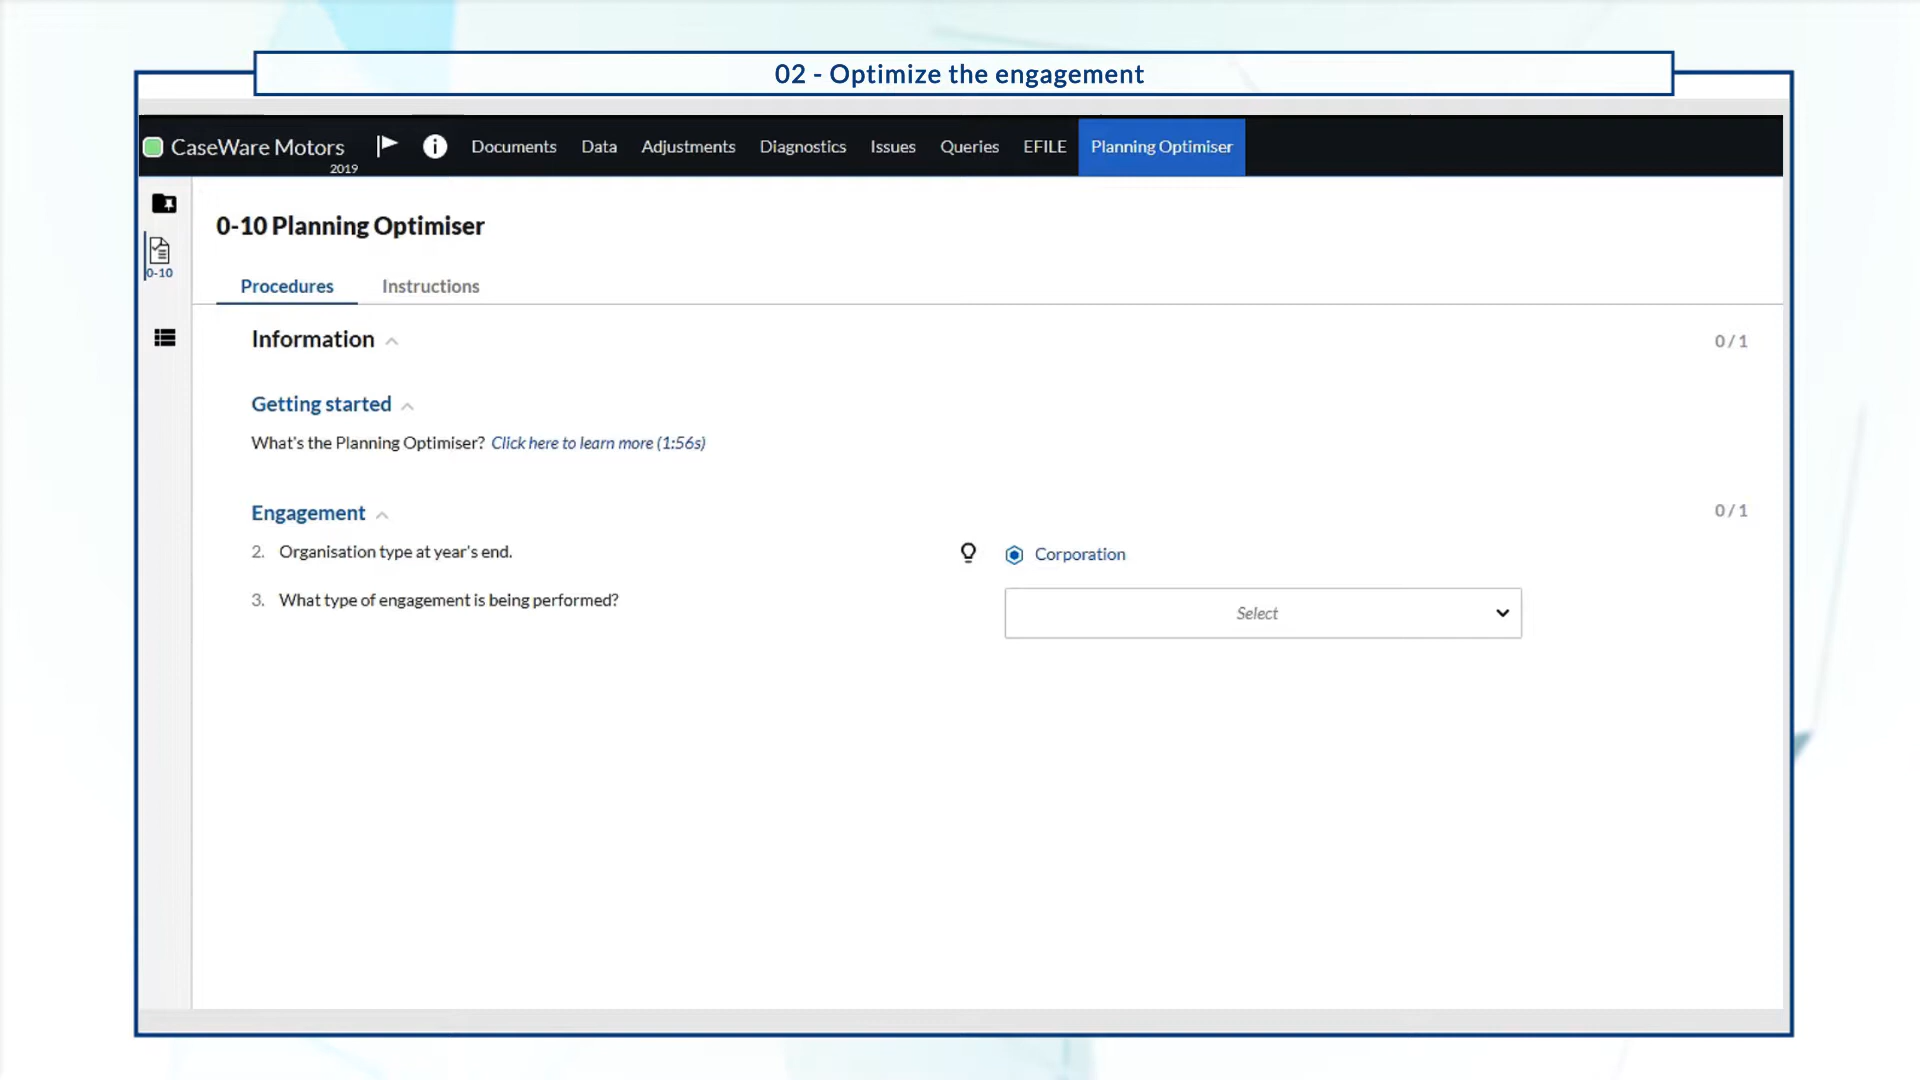 02 - Optimize the engagement
CaseWare Motors
2019
Documents Data Adjustments Diagnostics Issues Queries EFILE Planning Optimiser
0-10 Planning Optimiser
0-10
Procedures Instructions
Information 0 / 1
Getting started
What's the Planning Optimiser? Click here to learn more (1:56s)
Engagement 0 / 1
2. Organisation type at year's end. Corporation
3. What type of engagement is being performed? Select